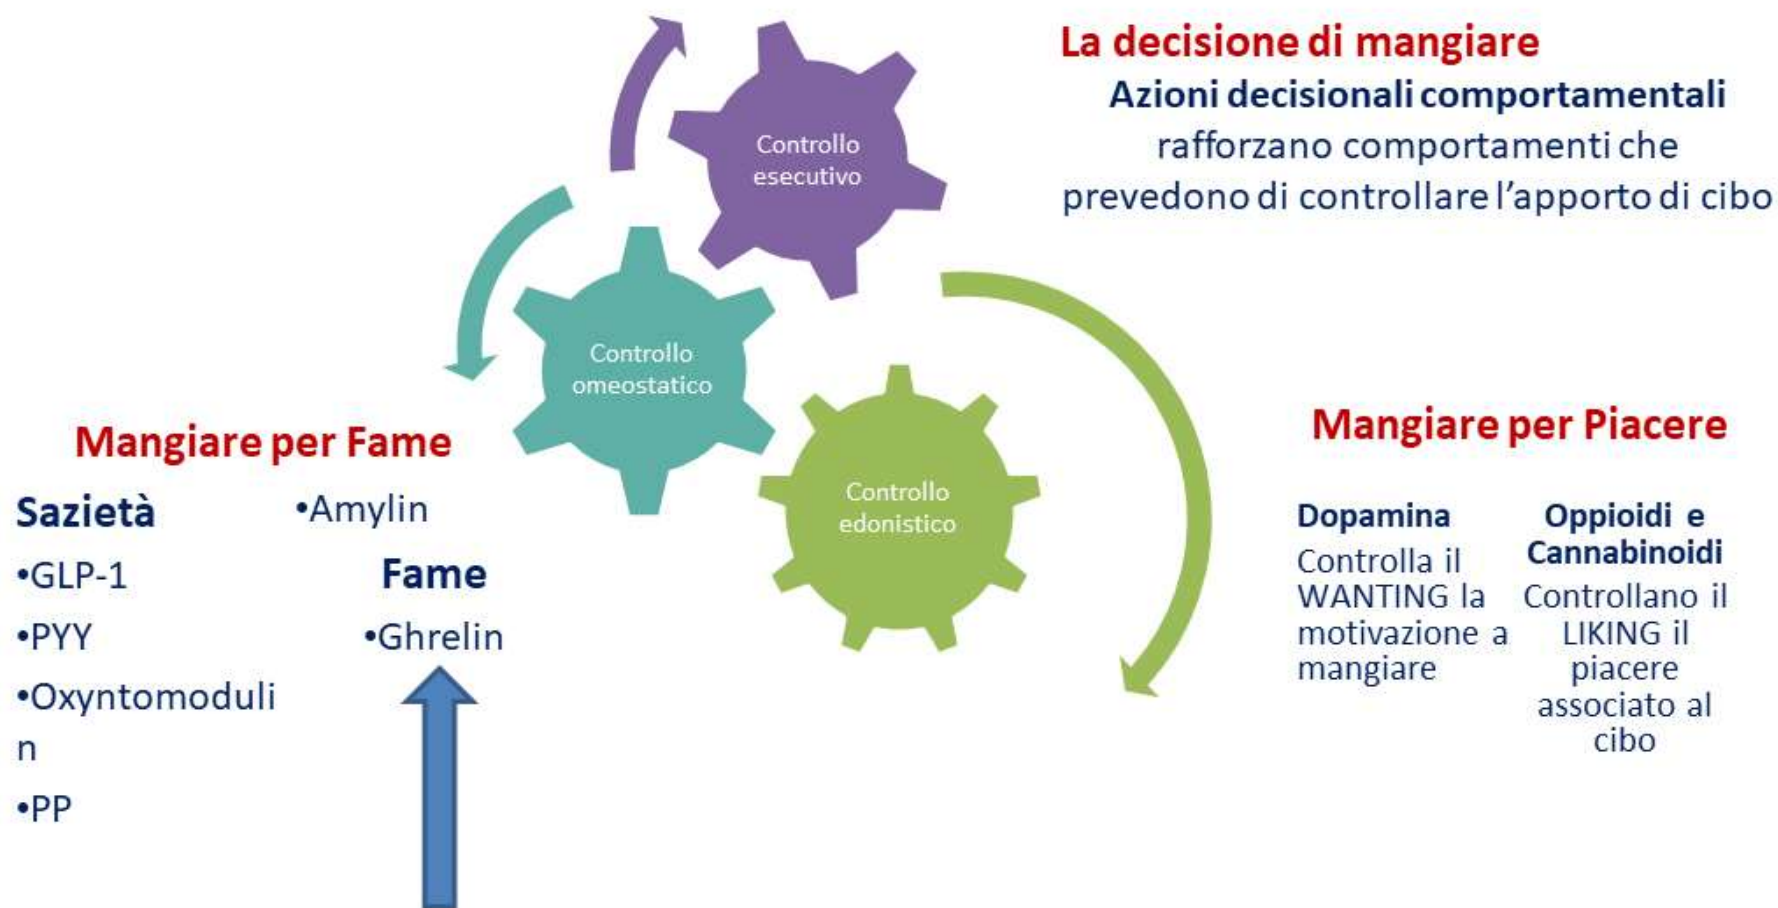 La decisione di mangiare
Azioni decisionali comportamentali
rafforzano comportamenti che
prevedono di controllare l'apporto di cibo
Controllo
esecutivo
Controllo
omeostatico
Controllo
edonistico
Mangiare per Fame
Sazietà
•GLP-1
•PYY
•Oxyntomoduli
n
•PP
•Amylin
Fame
•Ghrelin
Mangiare per Piacere
Dopamina
Controlla il
WANTING la
motivazione a
mangiare
Oppioidi e
Cannabinoidi
Controllano il
LIKING il
piacere
associato al
cibo